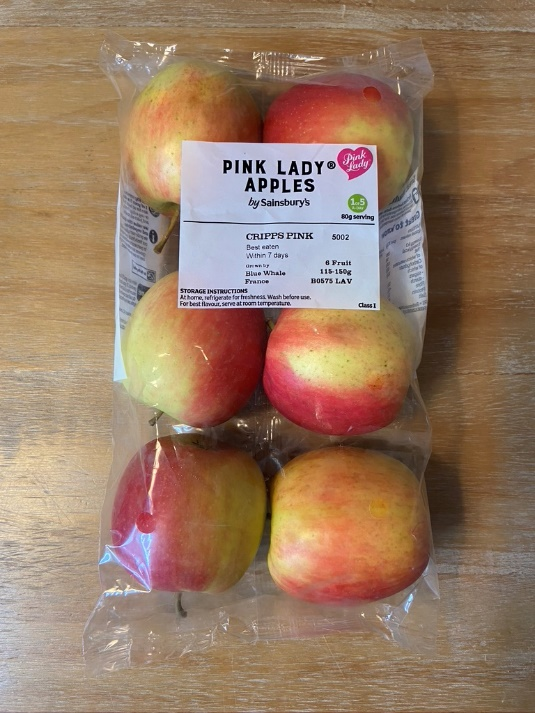 PINK LADY®
APPLES
by Sainsbury's
Pink
Lady
1 of 5
80g serving
CRIPPS PINK 5002
Best eaten
Within 7 days
Grown by
Blue Whale
France
6 Fruit
115-150g
B0575 LAV
STORAGE INSTRUCTIONS
At home, refrigerate for freshness. Wash before use.
For best flavour, serve at room temperature.
Class I